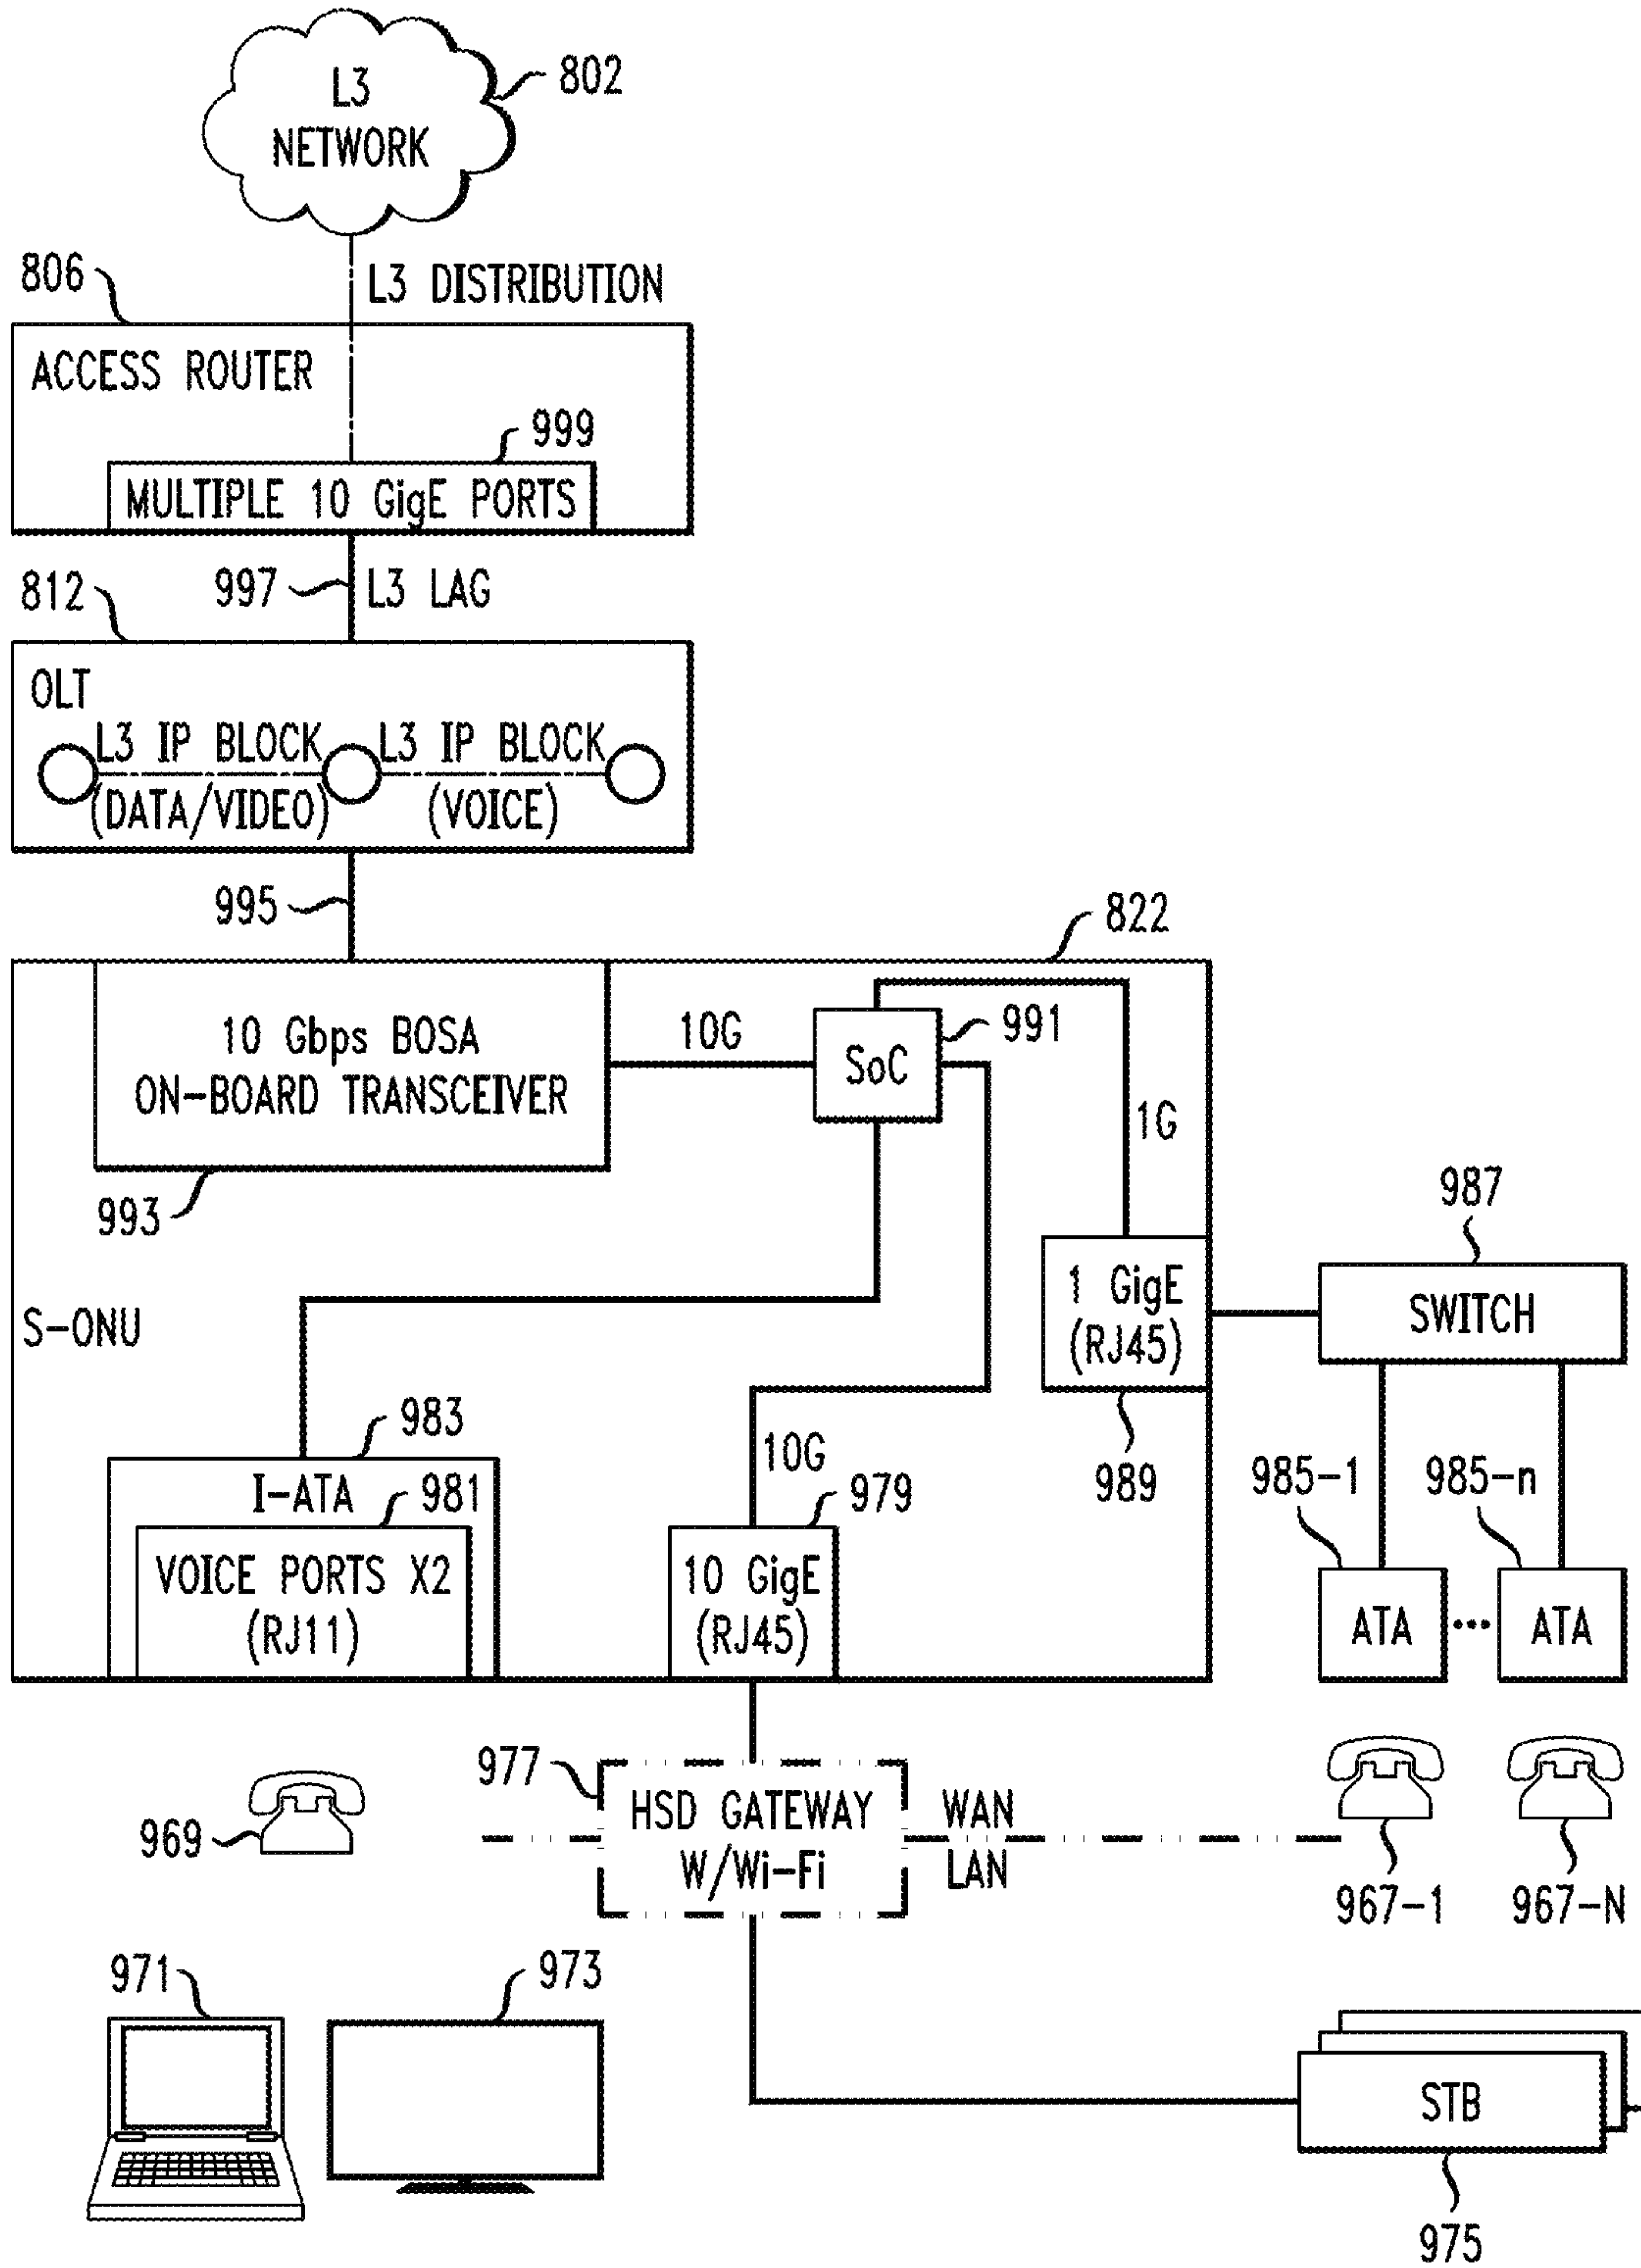 L3
NETWORK
802
806
L3 DISTRIBUTION
ACCESS ROUTER
999
MULTIPLE 10 GigE PORTS
997
L3 LAG
812
OLT
L3 IP BLOCK
(DATA/VIDEO)
L3 IP BLOCK
(VOICE)
995
822
10 Gbps BOSA
ON-BOARD TRANSCEIVER
993
10G
SoC
991
1G
S-ONU
1 GigE
(RJ45)
989
987
SWITCH
983
I-ATA
981
VOICE PORTS X2
(RJ11)
10G
979
10 GigE
(RJ45)
985-1
985-n
ATA
...
ATA
977
HSD GATEWAY
W/Wi-Fi
WAN
LAN
969
967-1
967-N
971
973
STB
975